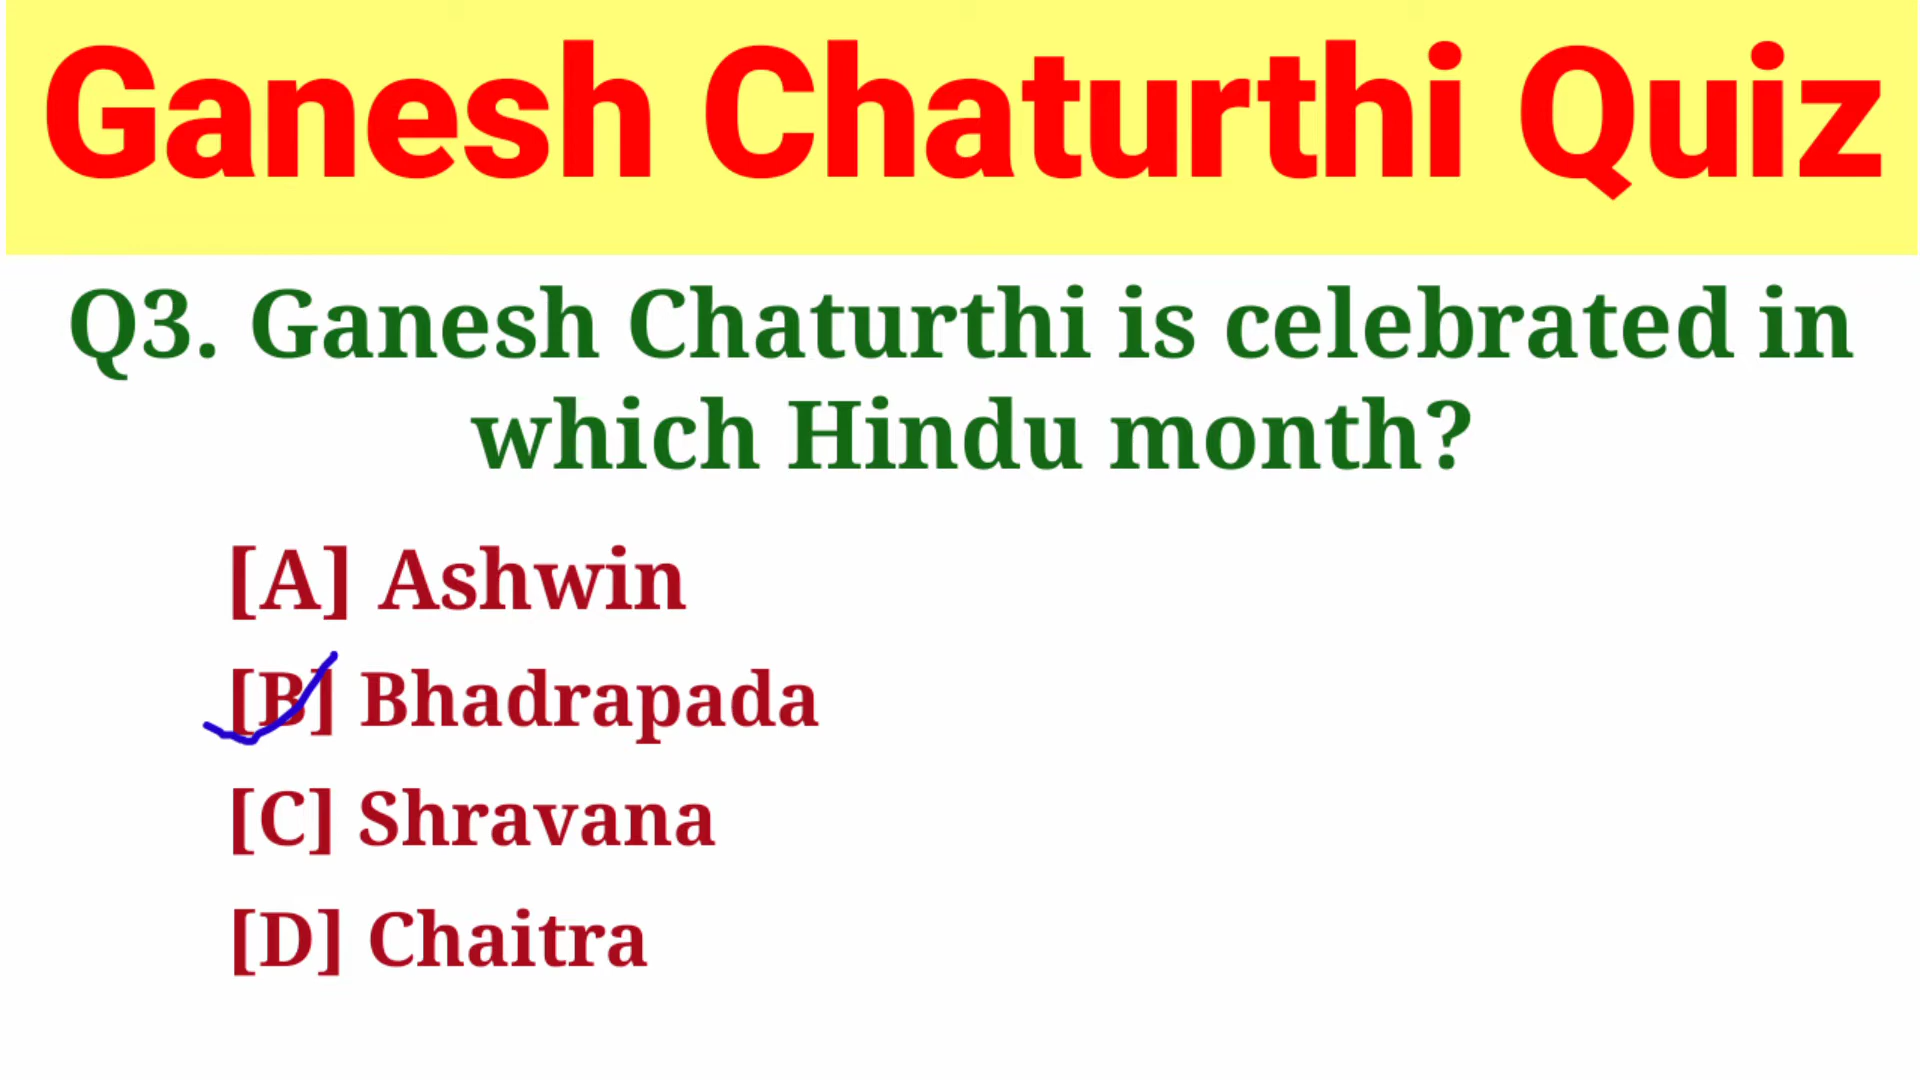 Ganesh Chaturthi Quiz
Q3. Ganesh Chaturthi is celebrated in
which Hindu month?
[A] Ashwin
[B] Bhadrapada
[C] Shravana
[D] Chaitra